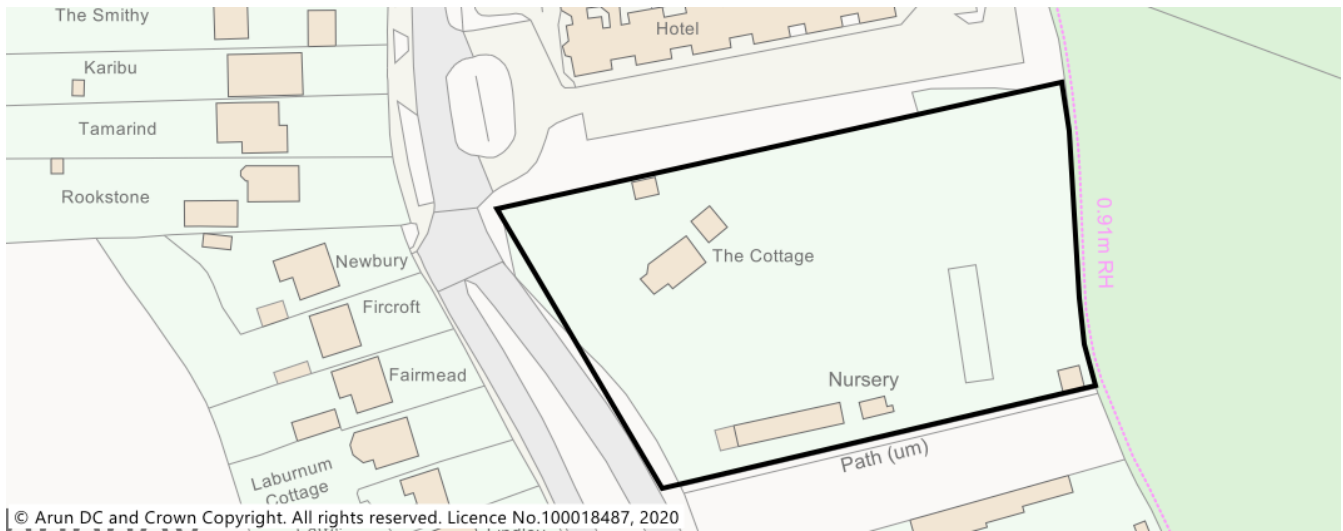 The Smithy
Hotel
Karibu
Tamarind
Rookstone
0.91m RH
Newbury
The Cottage
Fircroft
Fairmead
Nursery
Path (um)
Laburnum
Cottage
© Arun DC and Crown Copyright. All rights reserved. Licence No.100018487, 2020